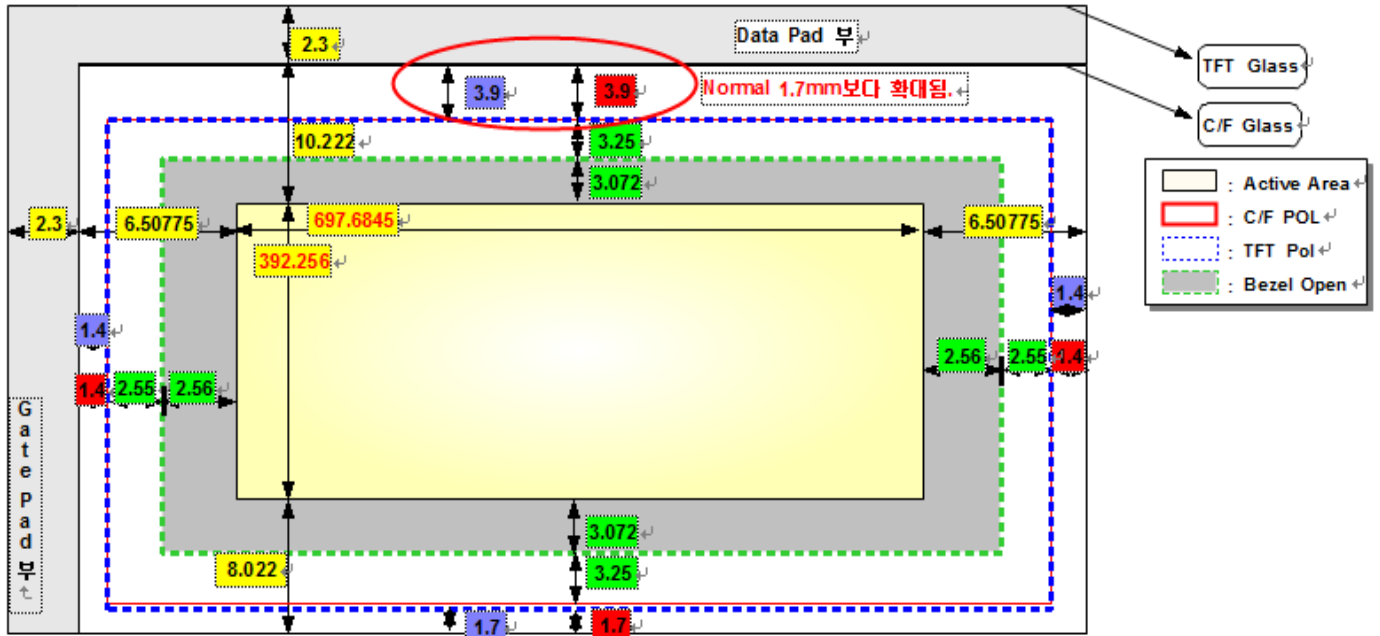 2.3
Data Pad 부
TFT Glass
3.9
3.9
Normal 1.7mm보다 확대됨.
C/F Glass
10.222
3.25
3.072
: Active Area
: C/F POL
: TFT Pol
: Bezel Open
2.3
6.50775
697.6845
6.50775
392.256
1.4
1.4
2.56
2.55
1.4
1.4
2.55
2.56
Gate Pad 부
3.072
8.022
3.25
1.7
1.7